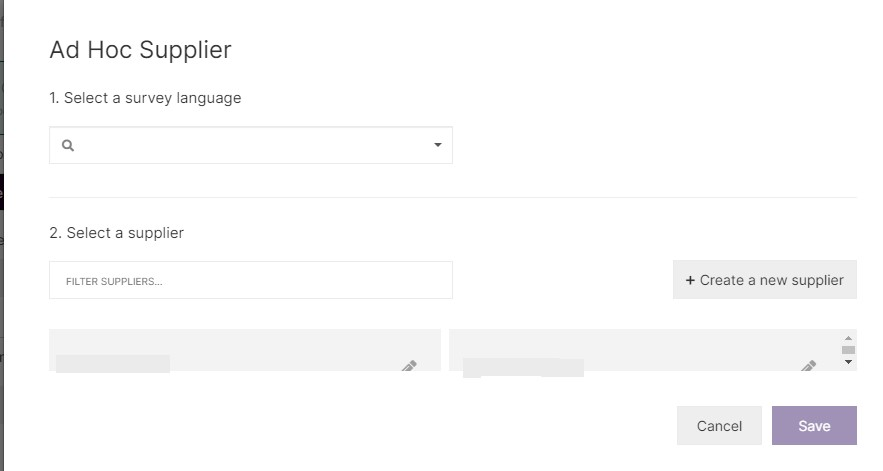 Ad Hoc Supplier
1. Select a survey language
2. Select a supplier
FILTER SUPPLIERS...
+ Create a new supplier
Cancel
Save